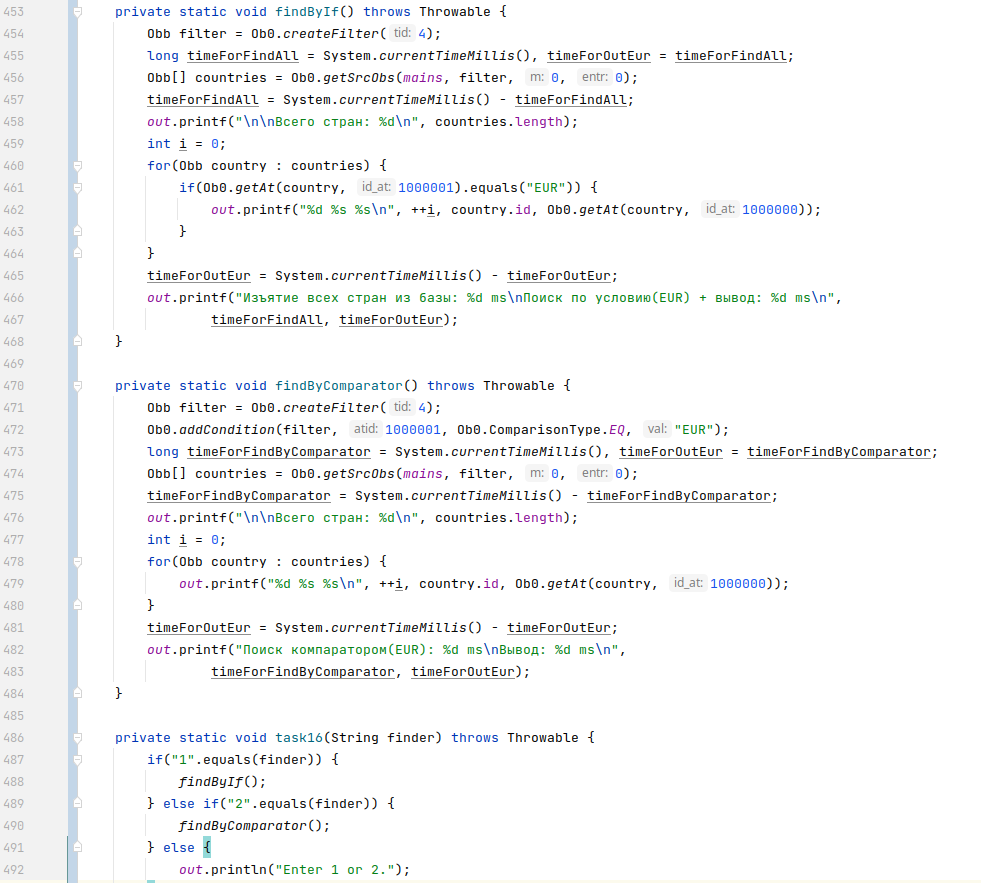 453 private static void findByIf() throws Throwable {
454 Obb filter = Ob0.createFilter( tid: 4);
455 long timeForFindAll = System.currentTimeMillis(), timeForOutEur = timeForFindAll;
456 Obb[] countries = Ob0.getSrcObs(mains, filter, m: 0, entr: 0);
457 timeForFindAll = System.currentTimeMillis() - timeForFindAll;
458 out.printf("\n\nВсего стран: %d\n", countries.length);
459 int i = 0;
460 for(Obb country : countries) {
461 if(Ob0.getAt(country, id_at: 1000001).equals("EUR")) {
462 out.printf("%d %s %s\n", ++i, country.id, Ob0.getAt(country, id_at: 1000000));
463 }
464 }
465 timeForOutEur = System.currentTimeMillis() - timeForOutEur;
466 out.printf("Изъятие всех стран из базы: %d ms\nПоиск по условию(EUR) + вывод: %d ms\n",
467 timeForFindAll, timeForOutEur);
468 }
469
470 private static void findByComparator() throws Throwable {
471 Obb filter = Ob0.createFilter( tid: 4);
472 Ob0.addCondition(filter, atid: 1000001, Ob0.ComparisonType.EQ, val: "EUR");
473 long timeForFindByComparator = System.currentTimeMillis(), timeForOutEur = timeForFindByComparator;
474 Obb[] countries = Ob0.getSrcObs(mains, filter, m: 0, entr: 0);
475 timeForFindByComparator = System.currentTimeMillis() - timeForFindByComparator;
476 out.printf("\n\nВсего стран: %d\n", countries.length);
477 int i = 0;
478 for(Obb country : countries) {
479 out.printf("%d %s %s\n", ++i, country.id, Ob0.getAt(country, id_at: 1000000));
480 }
481 timeForOutEur = System.currentTimeMillis() - timeForOutEur;
482 out.printf("Поиск компаратором(EUR): %d ms\nВывод: %d ms\n",
483 timeForFindByComparator, timeForOutEur);
484 }
485
486 private static void task16(String finder) throws Throwable {
487 if("1".equals(finder)) {
488 findByIf();
489 } else if("2".equals(finder)) {
490 findByComparator();
491 } else {
492 out.println("Enter 1 or 2.");